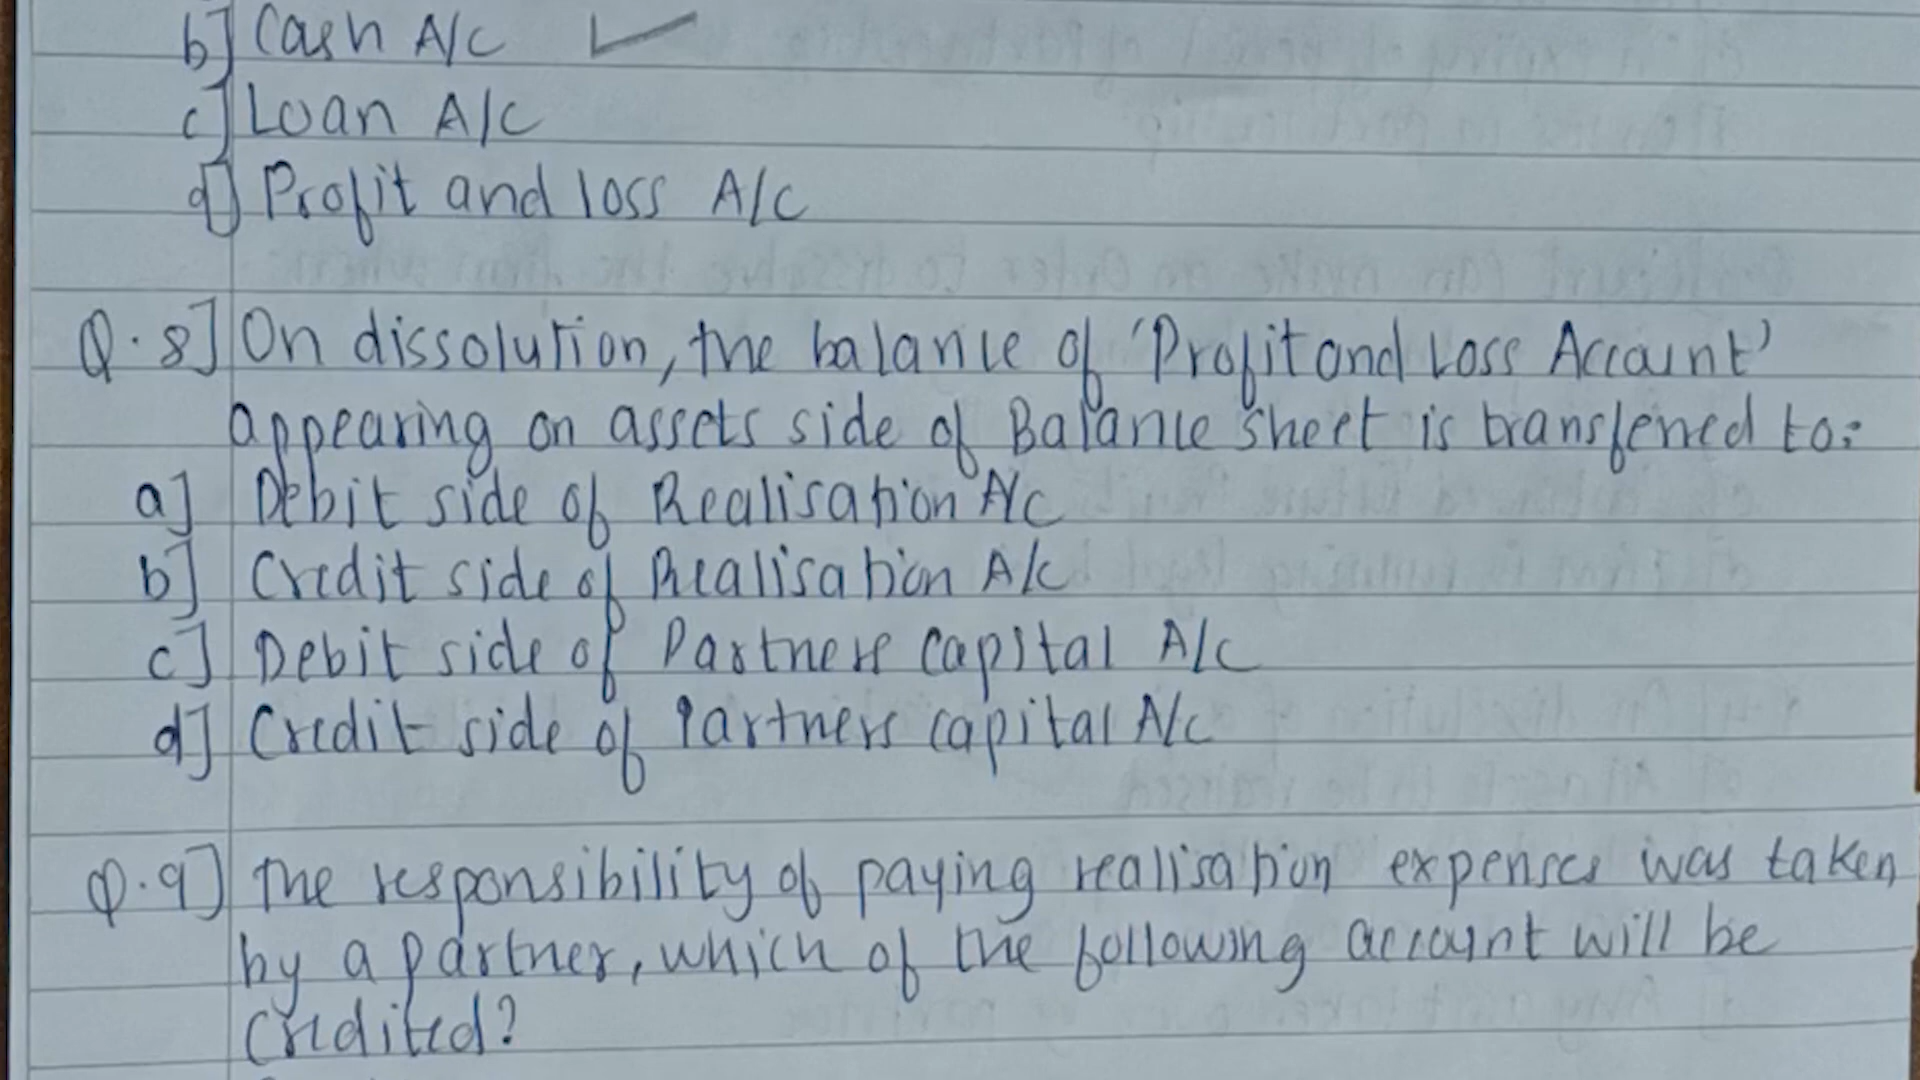 b] Cash A/c
c] Loan A/c
d] Profit and loss A/c
Q.8] On dissolution, the balance of 'Profit and Loss Account'
appearing on assets side of Balance sheet is transferred to:
a] Debit side of Realisation A/c
b] Credit side of Realisation A/c
c] Debit side of Partners capital A/c
d] Credit side of Partners capital A/c
Q.9] The responsibility of paying realisation expenses was taken
by a partner, which of the following account will be
Credited?